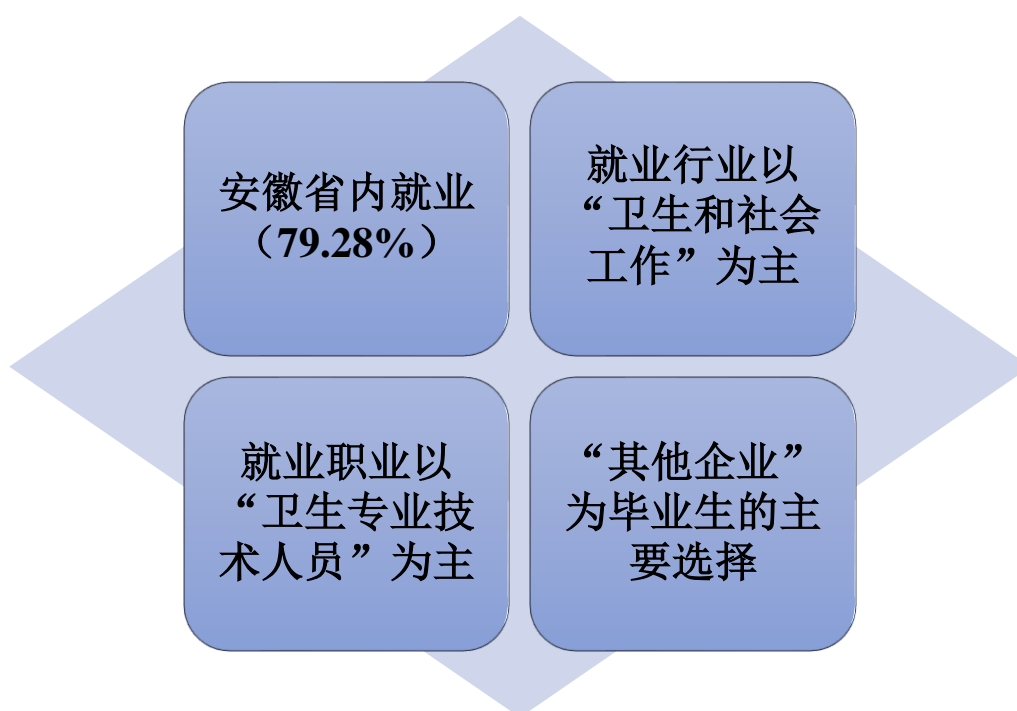 安徽省内就业
（79.28%）
就业行业以
“卫生和社会
工作”为主
就业职业以
“卫生专业技
术人员”为主
“其他企业”
为毕业生的主
要选择